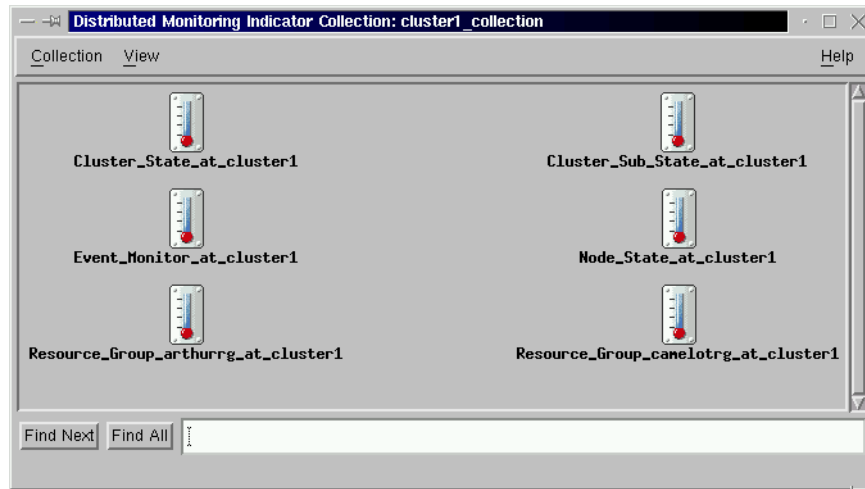 Distributed Monitoring Indicator Collection: cluster1_collection
Collection View Help
Cluster_State_at_cluster1 Cluster_Sub_State_at_cluster1
Event_Monitor_at_cluster1 Node_State_at_cluster1
Resource_Group_arthurrg_at_cluster1 Resource_Group_camelotrg_at_cluster1
Find Next Find All